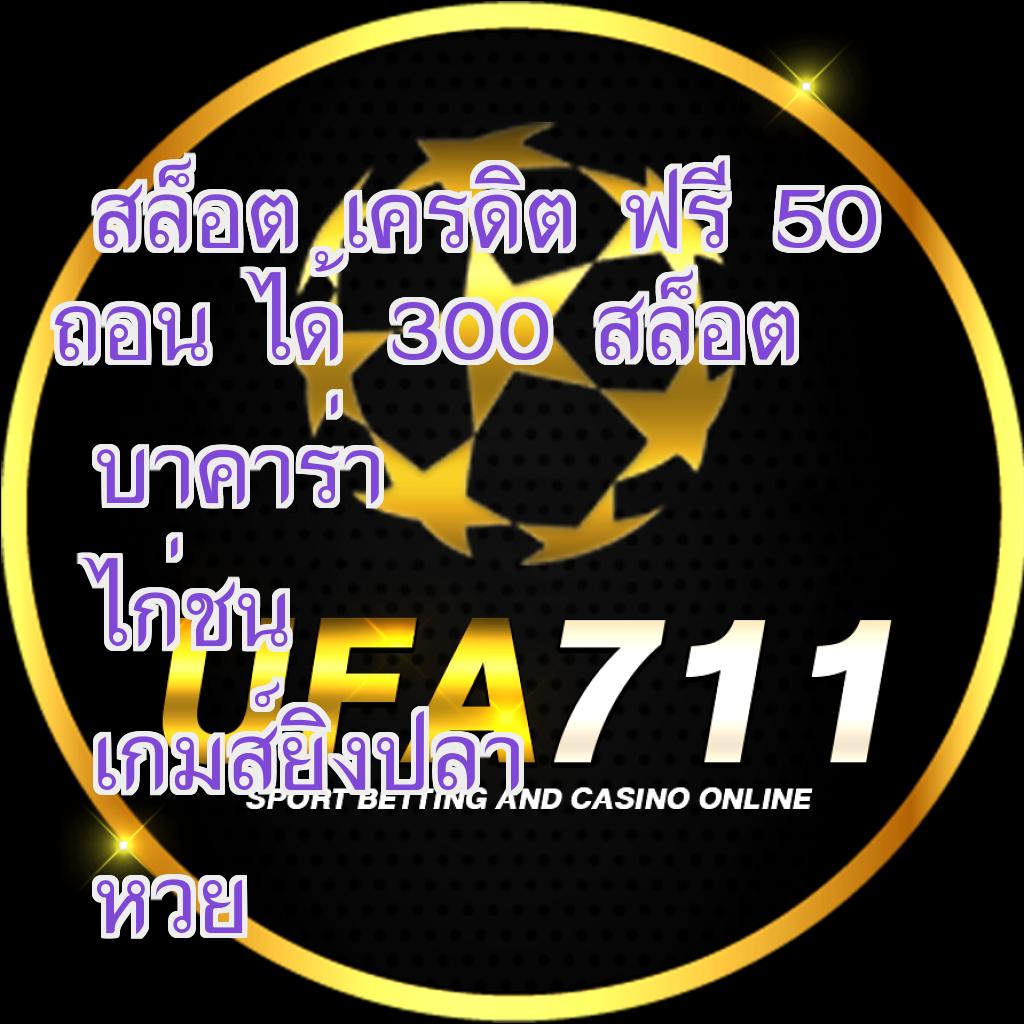 สล็อต เครดิต ฟรี 50
ถอน ได้ 300 สล็อต
บาคาร่า
ไก่ชน
UFA711
เกมส์ยิงปลา
SPORT BETTING AND CASINO ONLINE
หวย